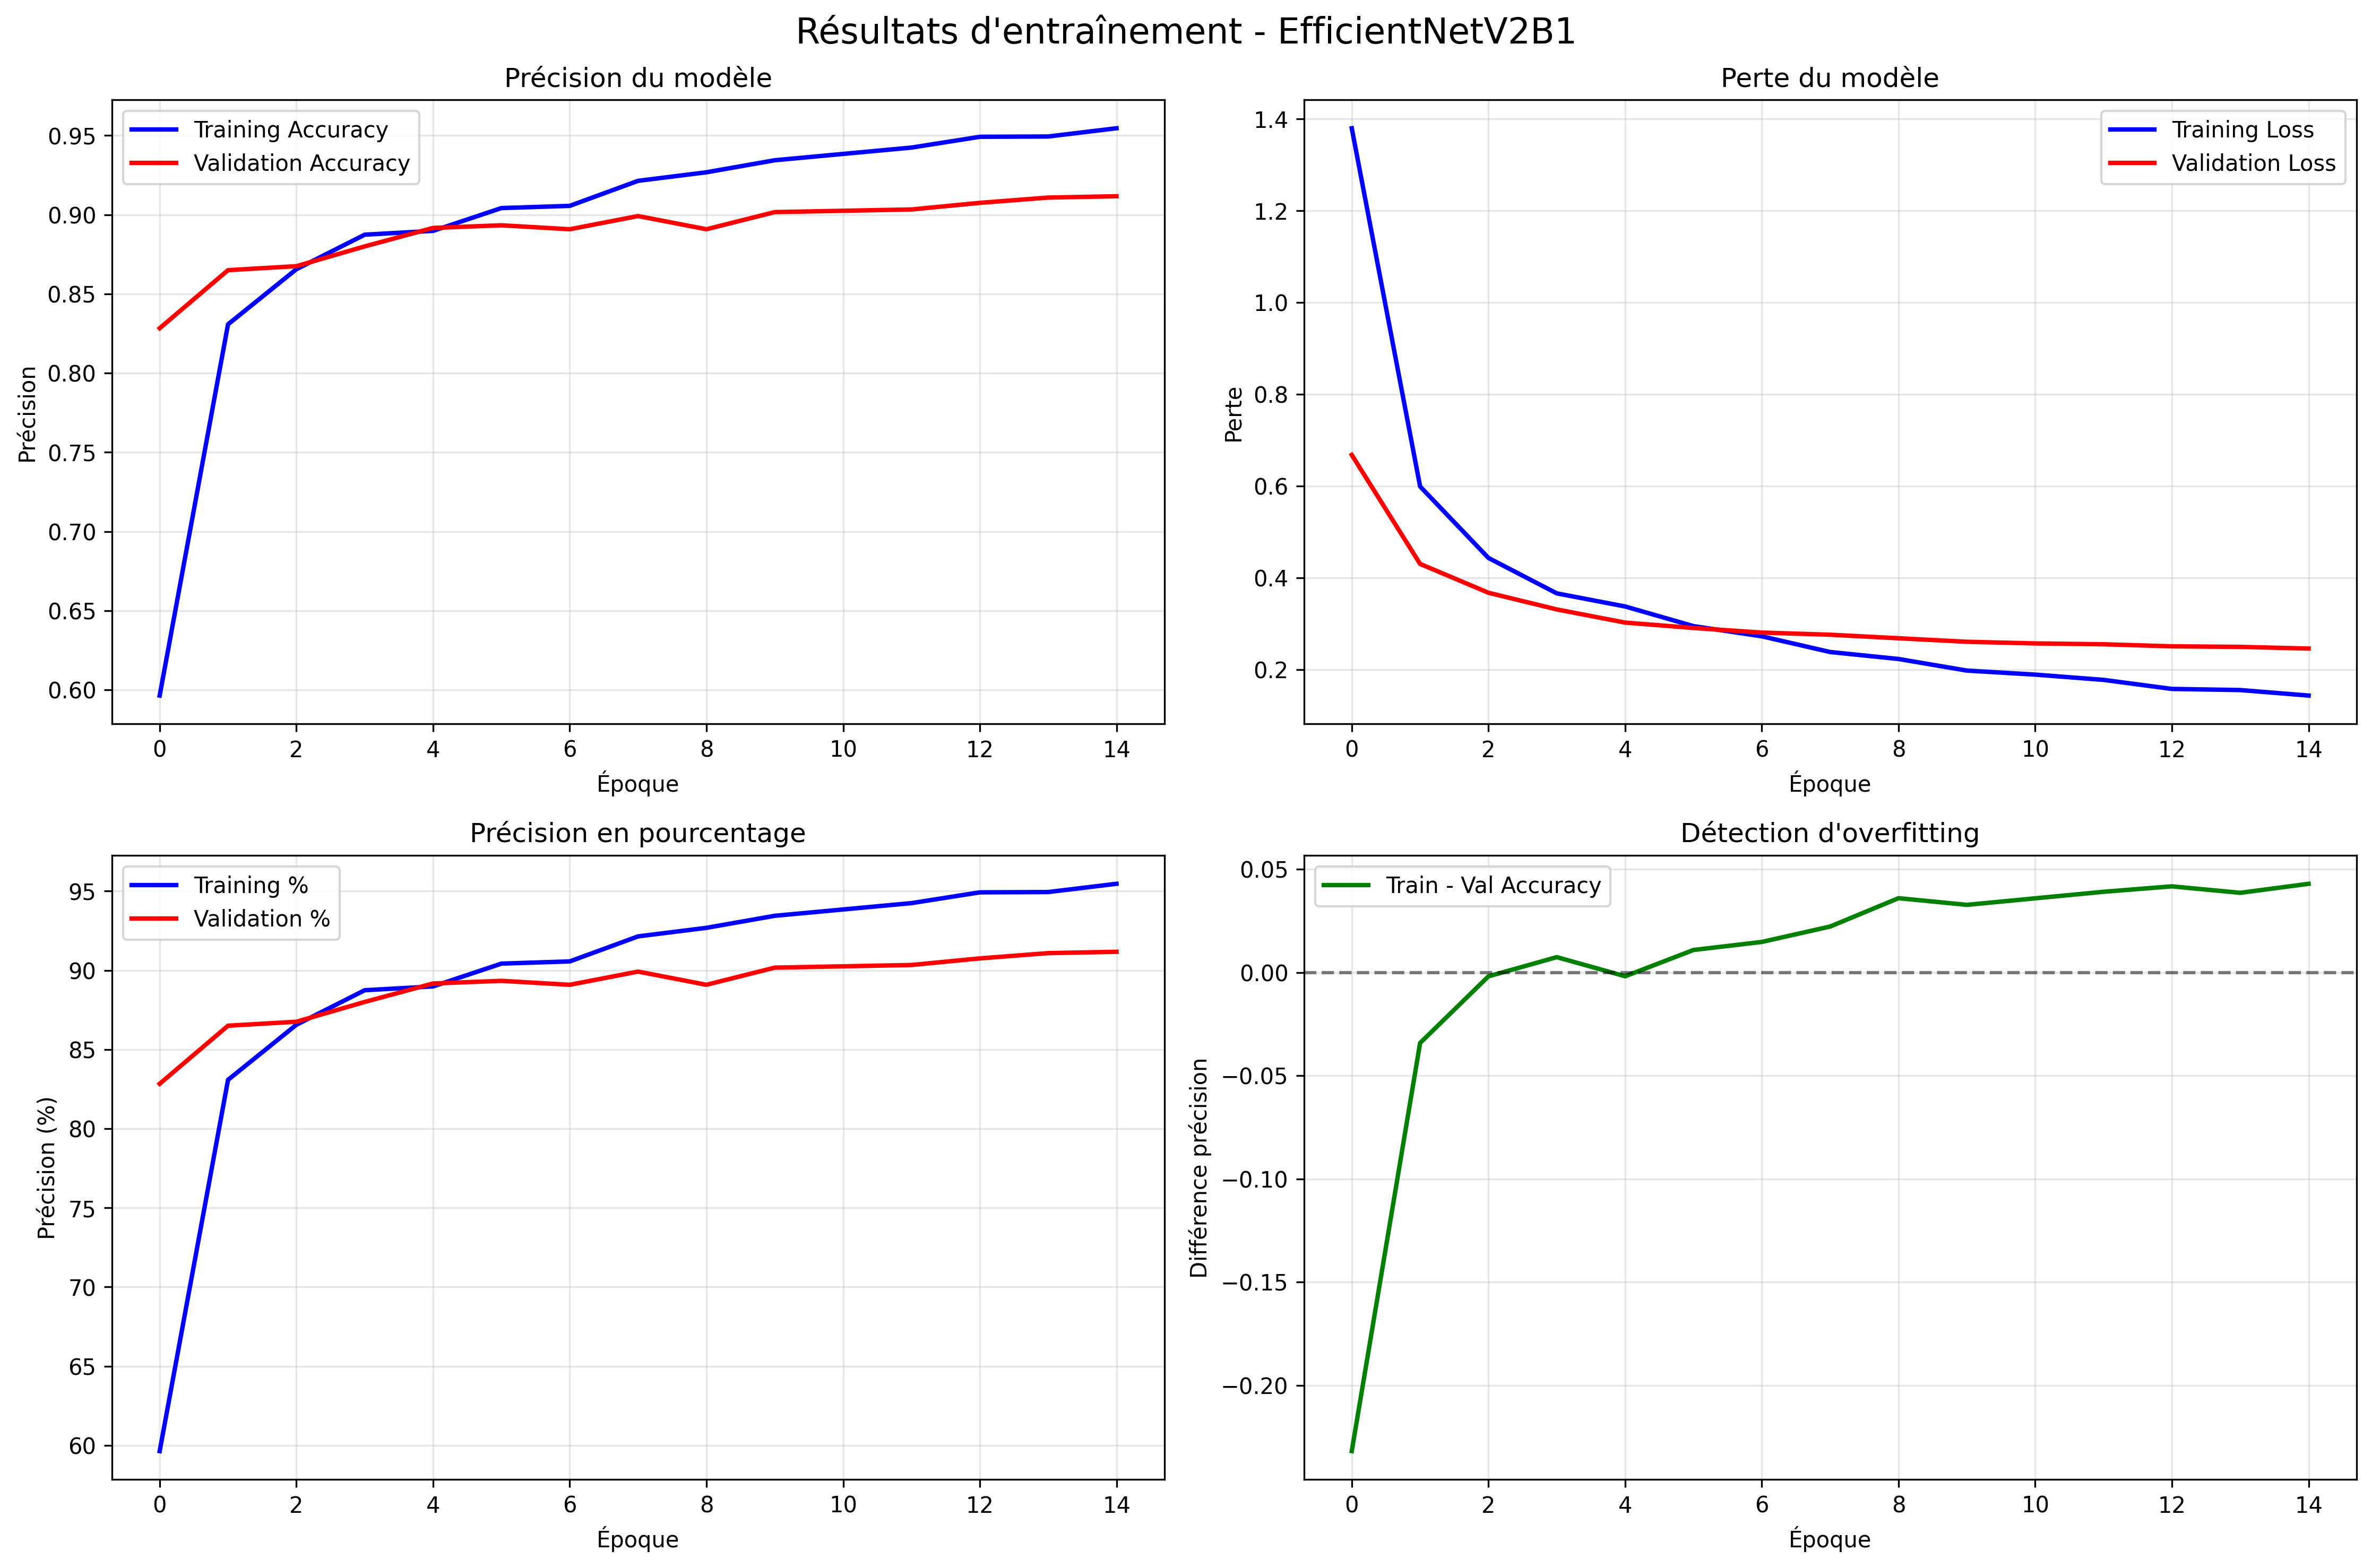 Résultats d'entraînement - EfficientNetV2B1
Précision du modèle
Training Accuracy
Validation Accuracy
Précision
0.95
0.90
0.85
0.80
0.75
0.70
0.65
0.60
0 2 4 6 8 10 12 14
Époque
Perte du modèle
Training Loss
Validation Loss
Perte
1.4
1.2
1.0
0.8
0.6
0.4
0.2
0 2 4 6 8 10 12 14
Époque
Précision en pourcentage
Training %
Validation %
Précision (%)
95
90
85
80
75
70
65
60
0 2 4 6 8 10 12 14
Époque
Détection d'overfitting
Train - Val Accuracy
Différence précision
0.05
0.00
−0.05
−0.10
−0.15
−0.20
0 2 4 6 8 10 12 14
Époque